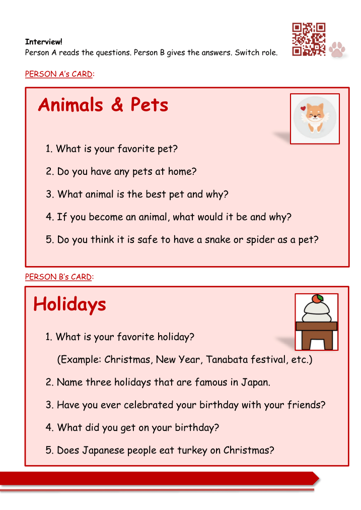 Interview!
Person A reads the questions. Person B gives the answers. Switch role.
PERSON A's CARD:
Animals & Pets
1. What is your favorite pet?
2. Do you have any pets at home?
3. What animal is the best pet and why?
4. If you become an animal, what would it be and why?
5. Do you think it is safe to have a snake or spider as a pet?
PERSON B's CARD:
Holidays
1. What is your favorite holiday?
(Example: Christmas, New Year, Tanabata festival, etc.)
2. Name three holidays that are famous in Japan.
3. Have you ever celebrated your birthday with your friends?
4. What did you get on your birthday?
5. Does Japanese people eat turkey on Christmas?